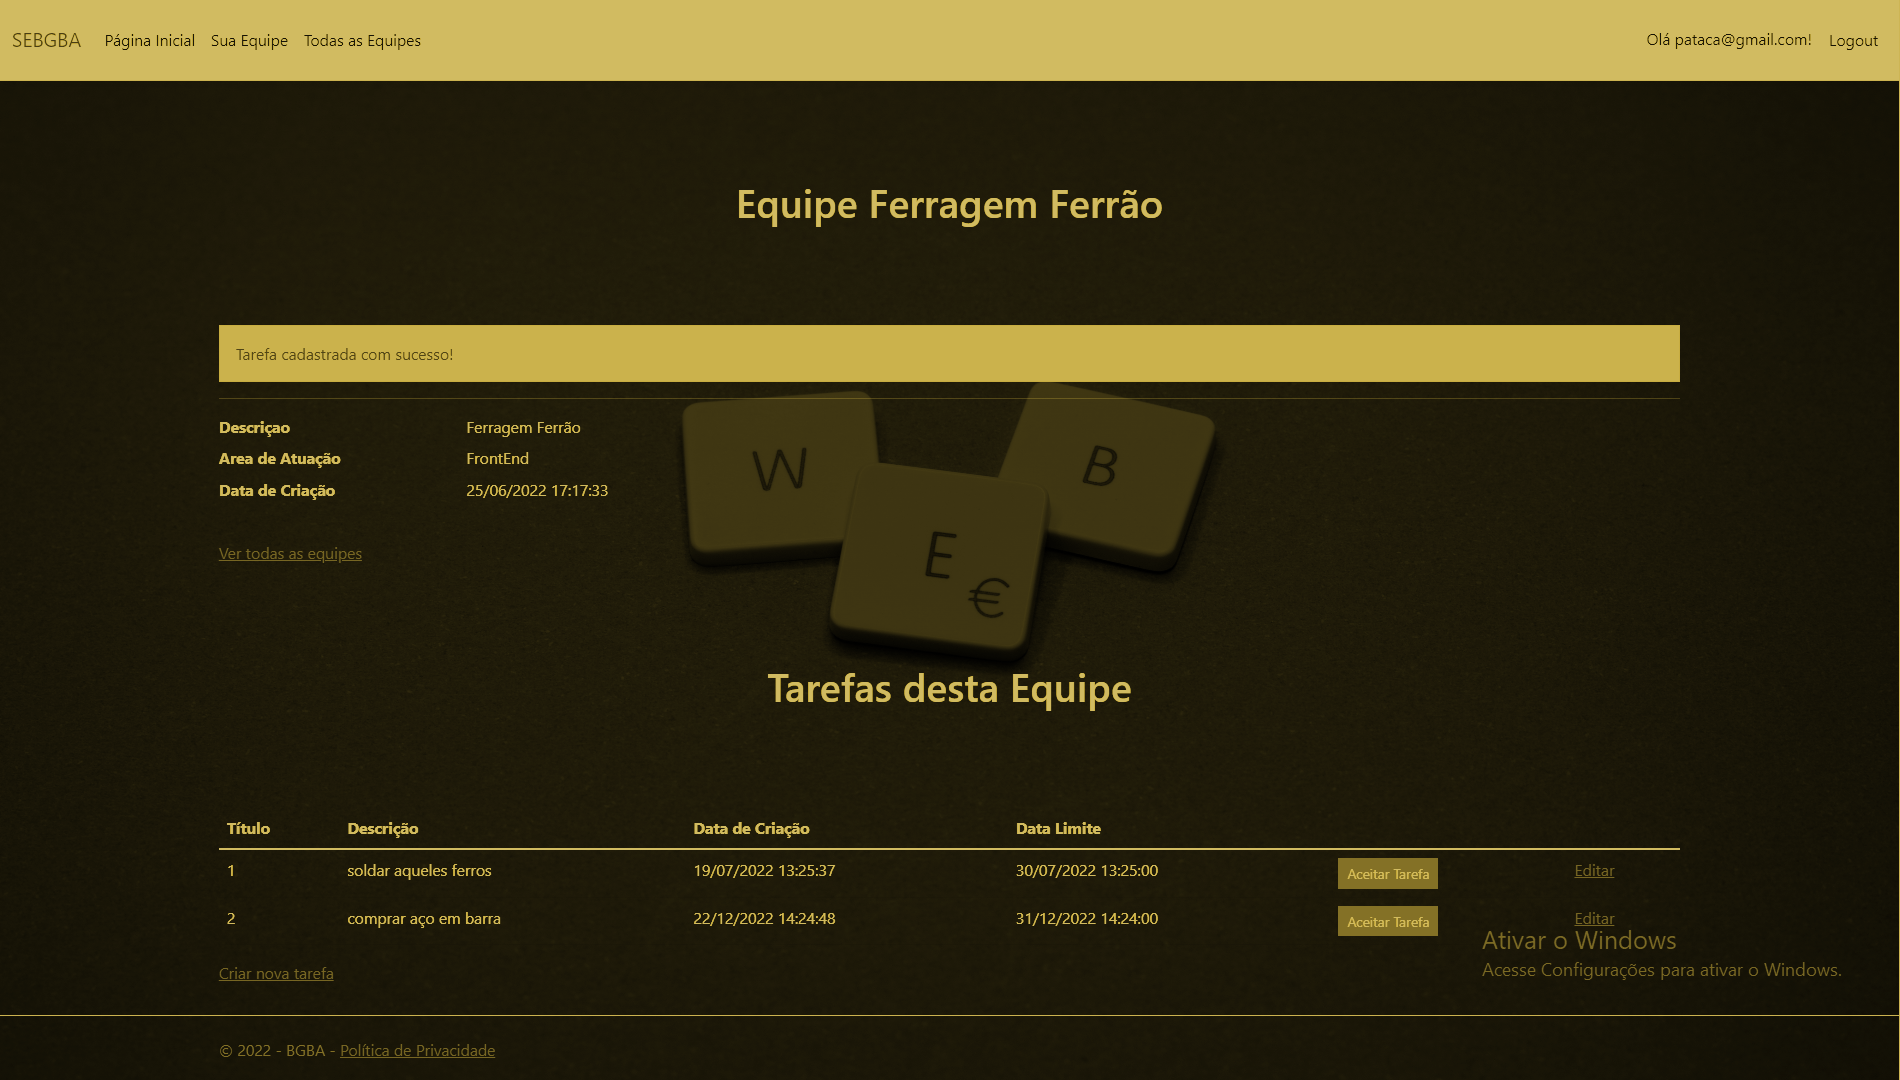 SEBGBA Página Inicial Sua Equipe Todas as Equipes Olá pataca@gmail.com! Logout
Equipe Ferragem Ferrão
Tarefa cadastrada com sucesso!
Descriçao Ferragem Ferrão
Area de Atuação FrontEnd
Data de Criação 25/06/2022 17:17:33
W B
E €
Ver todas as equipes
Tarefas desta Equipe
Título Descrição Data de Criação Data Limite
1 soldar aqueles ferros 19/07/2022 13:25:37 30/07/2022 13:25:00 Aceitar Tarefa Editar
2 comprar aço em barra 22/12/2022 14:24:48 31/12/2022 14:24:00 Aceitar Tarefa Editar
Ativar o Windows
Acesse Configurações para ativar o Windows.
Criar nova tarefa
© 2022 - BGBA - Política de Privacidade